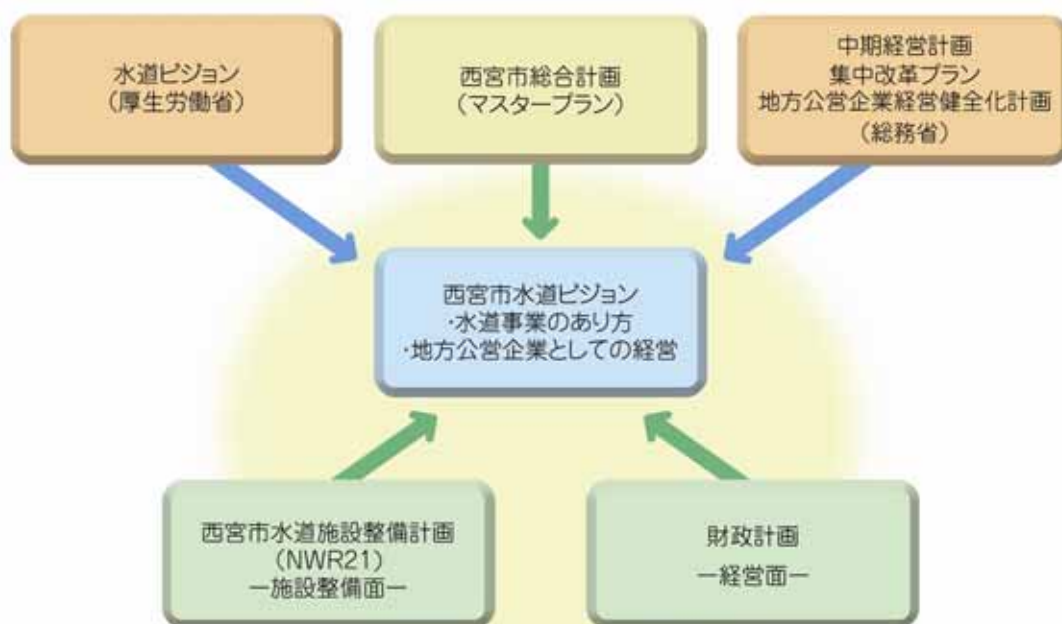 水道ビジョン
(厚生労働省)
西宮市総合計画
(マスタープラン)
中期経営計画
集中改革プラン
地方公営企業経営健全化計画
(総務省)
西宮市水道ビジョン
・水道事業のあり方
・地方公営企業としての経営
西宮市水道施設整備計画
(NWR21)
ー施設整備面ー
財政計画
ー経営面ー